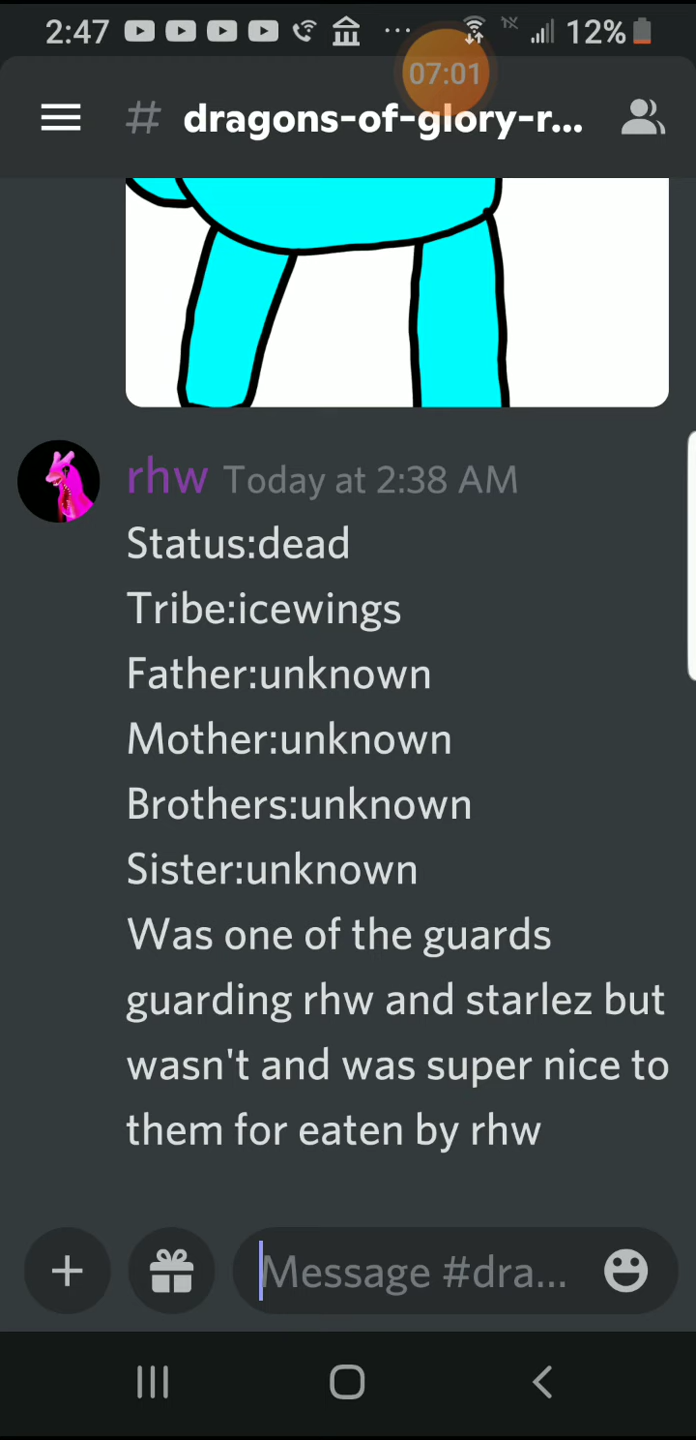 2:47 12%
07:01
# dragons-of-glory-r...
rhw Today at 2:38 AM
Status:dead
Tribe:icewings
Father:unknown
Mother:unknown
Brothers:unknown
Sister:unknown
Was one of the guards
guarding rhw and starlez but
wasn't and was super nice to
them for eaten by rhw
Message #dra...